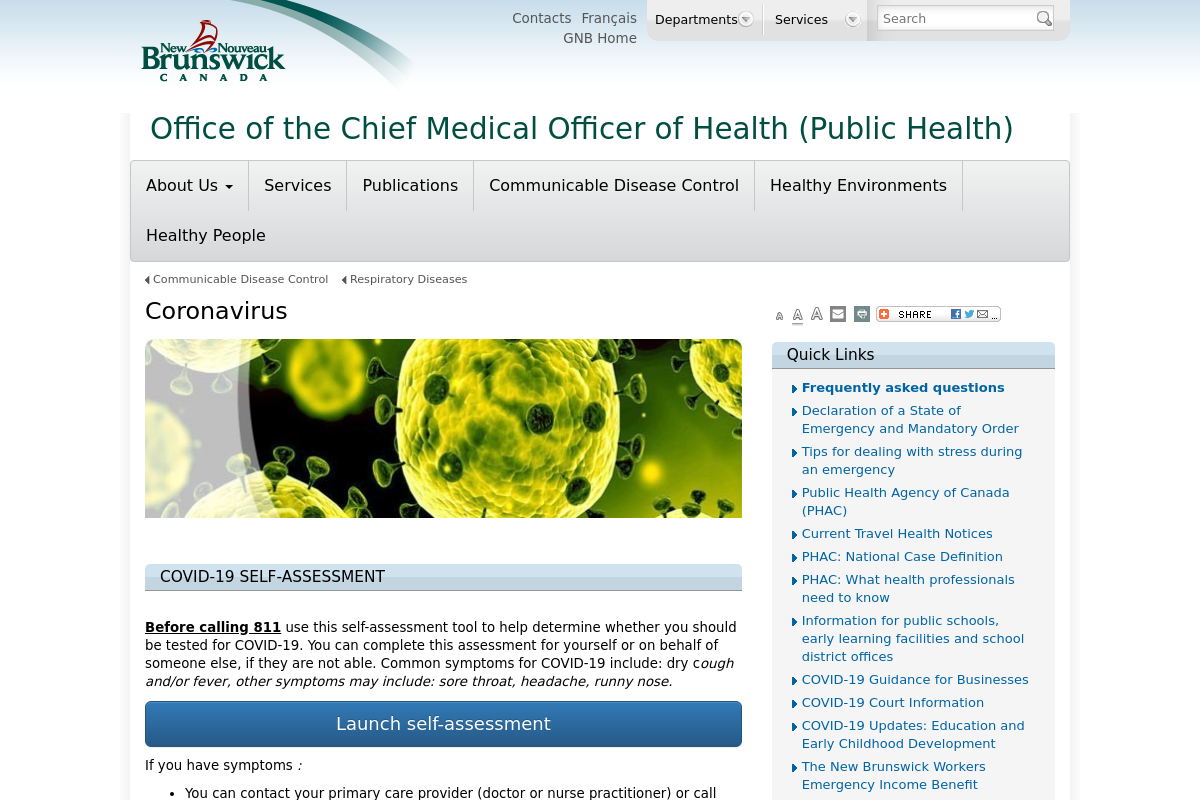 Contacts Français
GNB Home
Departments
Services
Search
New Nouveau
Brunswick
CANADA
Office of the Chief Medical Officer of Health (Public Health)
About Us
Services
Publications
Communicable Disease Control
Healthy Environments
Healthy People
Communicable Disease Control
Respiratory Diseases
Coronavirus
A A A
SHARE ...
COVID-19 SELF-ASSESSMENT
Before calling 811 use this self-assessment tool to help determine whether you should
be tested for COVID-19. You can complete this assessment for yourself or on behalf of
someone else, if they are not able. Common symptoms for COVID-19 include: dry cough
and/or fever, other symptoms may include: sore throat, headache, runny nose.
Launch self-assessment
If you have symptoms :
• You can contact your primary care provider (doctor or nurse practitioner) or call
Quick Links
Frequently asked questions
Declaration of a State of
Emergency and Mandatory Order
Tips for dealing with stress during
an emergency
Public Health Agency of Canada
(PHAC)
Current Travel Health Notices
PHAC: National Case Definition
PHAC: What health professionals
need to know
Information for public schools,
early learning facilities and school
district offices
COVID-19 Guidance for Businesses
COVID-19 Court Information
COVID-19 Updates: Education and
Early Childhood Development
The New Brunswick Workers
Emergency Income Benefit